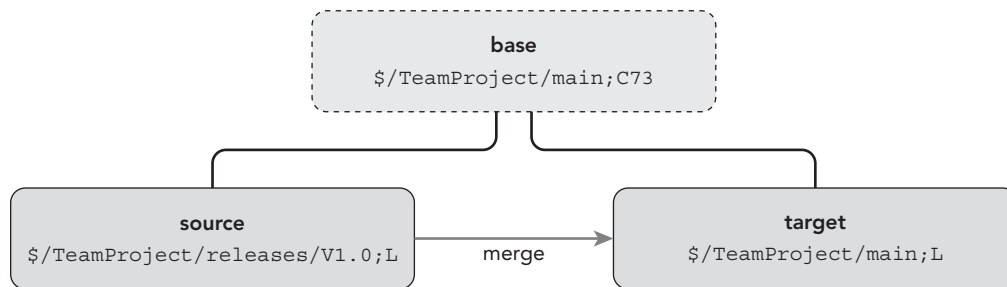 base
$/TeamProject/main;C73
source
$/TeamProject/releases/V1.0;L
merge
target
$/TeamProject/main;L